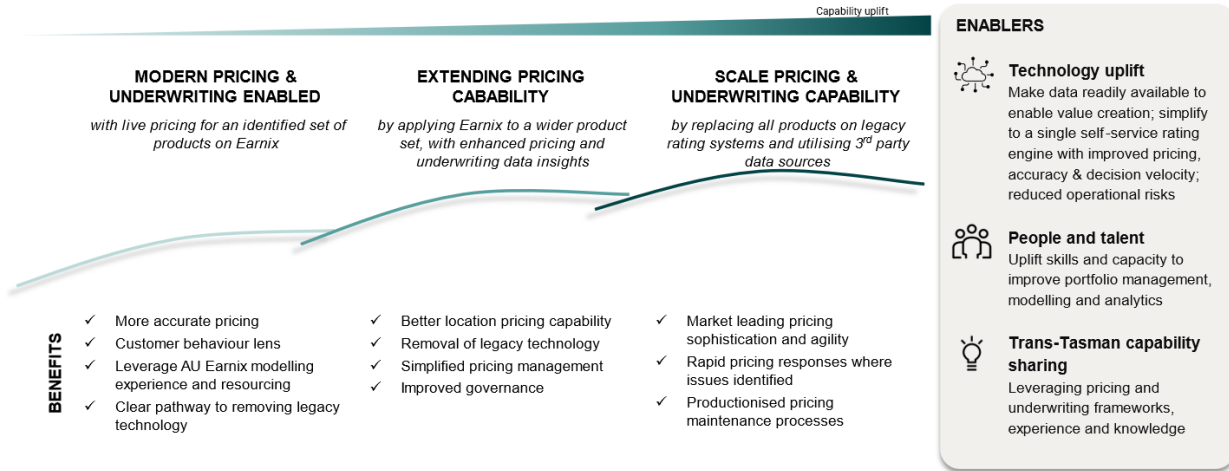 Capability uplift
MODERN PRICING &
UNDERWRITING ENABLED
with live pricing for an identified set of
products on Earnix
EXTENDING PRICING
CABABILITY
by applying Earnix to a wider product
set, with enhanced pricing and
underwriting data insights
SCALE PRICING &
UNDERWRITING CAPABILITY
by replacing all products on legacy
rating systems and utilising 3rd party
data sources
BENEFITS
✓ More accurate pricing
✓ Customer behaviour lens
✓ Leverage AU Earnix modelling
experience and resourcing
✓ Clear pathway to removing legacy
technology
✓ Better location pricing capability
✓ Removal of legacy technology
✓ Simplified pricing management
✓ Improved governance
✓ Market leading pricing
sophistication and agility
✓ Rapid pricing responses where
issues identified
✓ Productionised pricing
maintenance processes
ENABLERS
Technology uplift
Make data readily available to
enable value creation; simplify
to a single self-service rating
engine with improved pricing,
accuracy & decision velocity;
reduced operational risks
People and talent
Uplift skills and capacity to
improve portfolio management,
modelling and analytics
Trans-Tasman capability
sharing
Leveraging pricing and
underwriting frameworks,
experience and knowledge